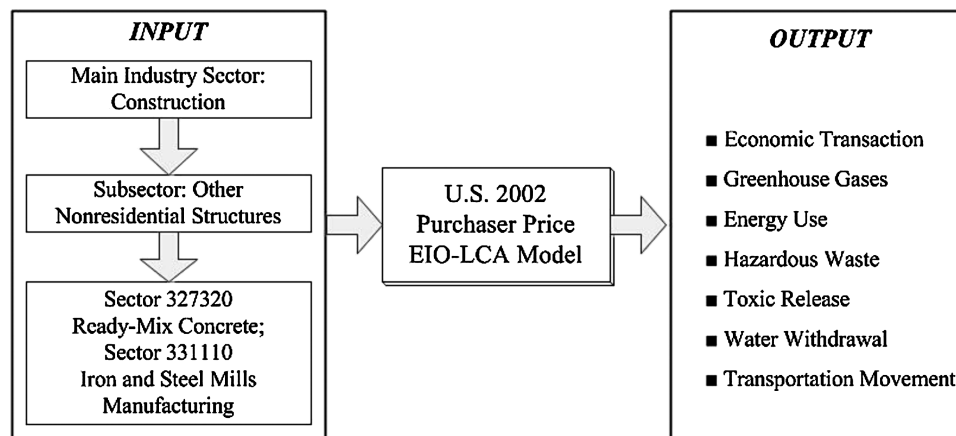 INPUT
Main Industry Sector:
Construction
Subsector: Other
Nonresidential Structures
Sector 327320
Ready-Mix Concrete;
Sector 331110
Iron and Steel Mills
Manufacturing
U.S. 2002
Purchaser Price
EIO-LCA Model
OUTPUT
■ Economic Transaction
■ Greenhouse Gases
■ Energy Use
■ Hazardous Waste
■ Toxic Release
■ Water Withdrawal
■ Transportation Movement